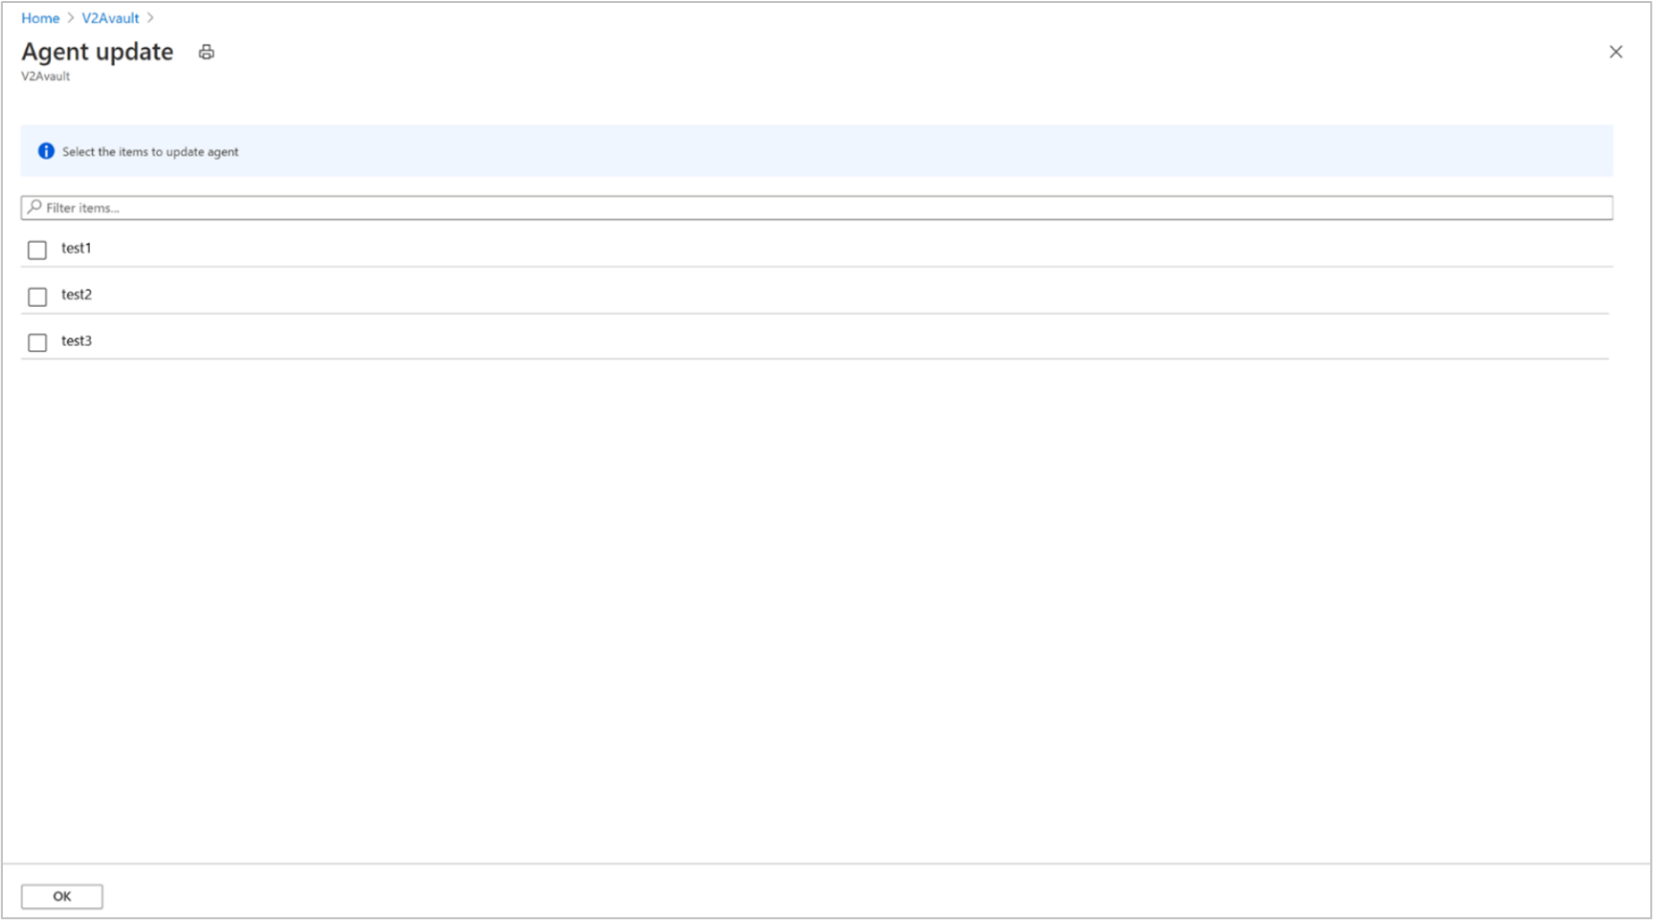 Home > V2Avault >
Agent update
V2Avault
Select the items to update agent
Filter items...
test1
test2
test3
OK